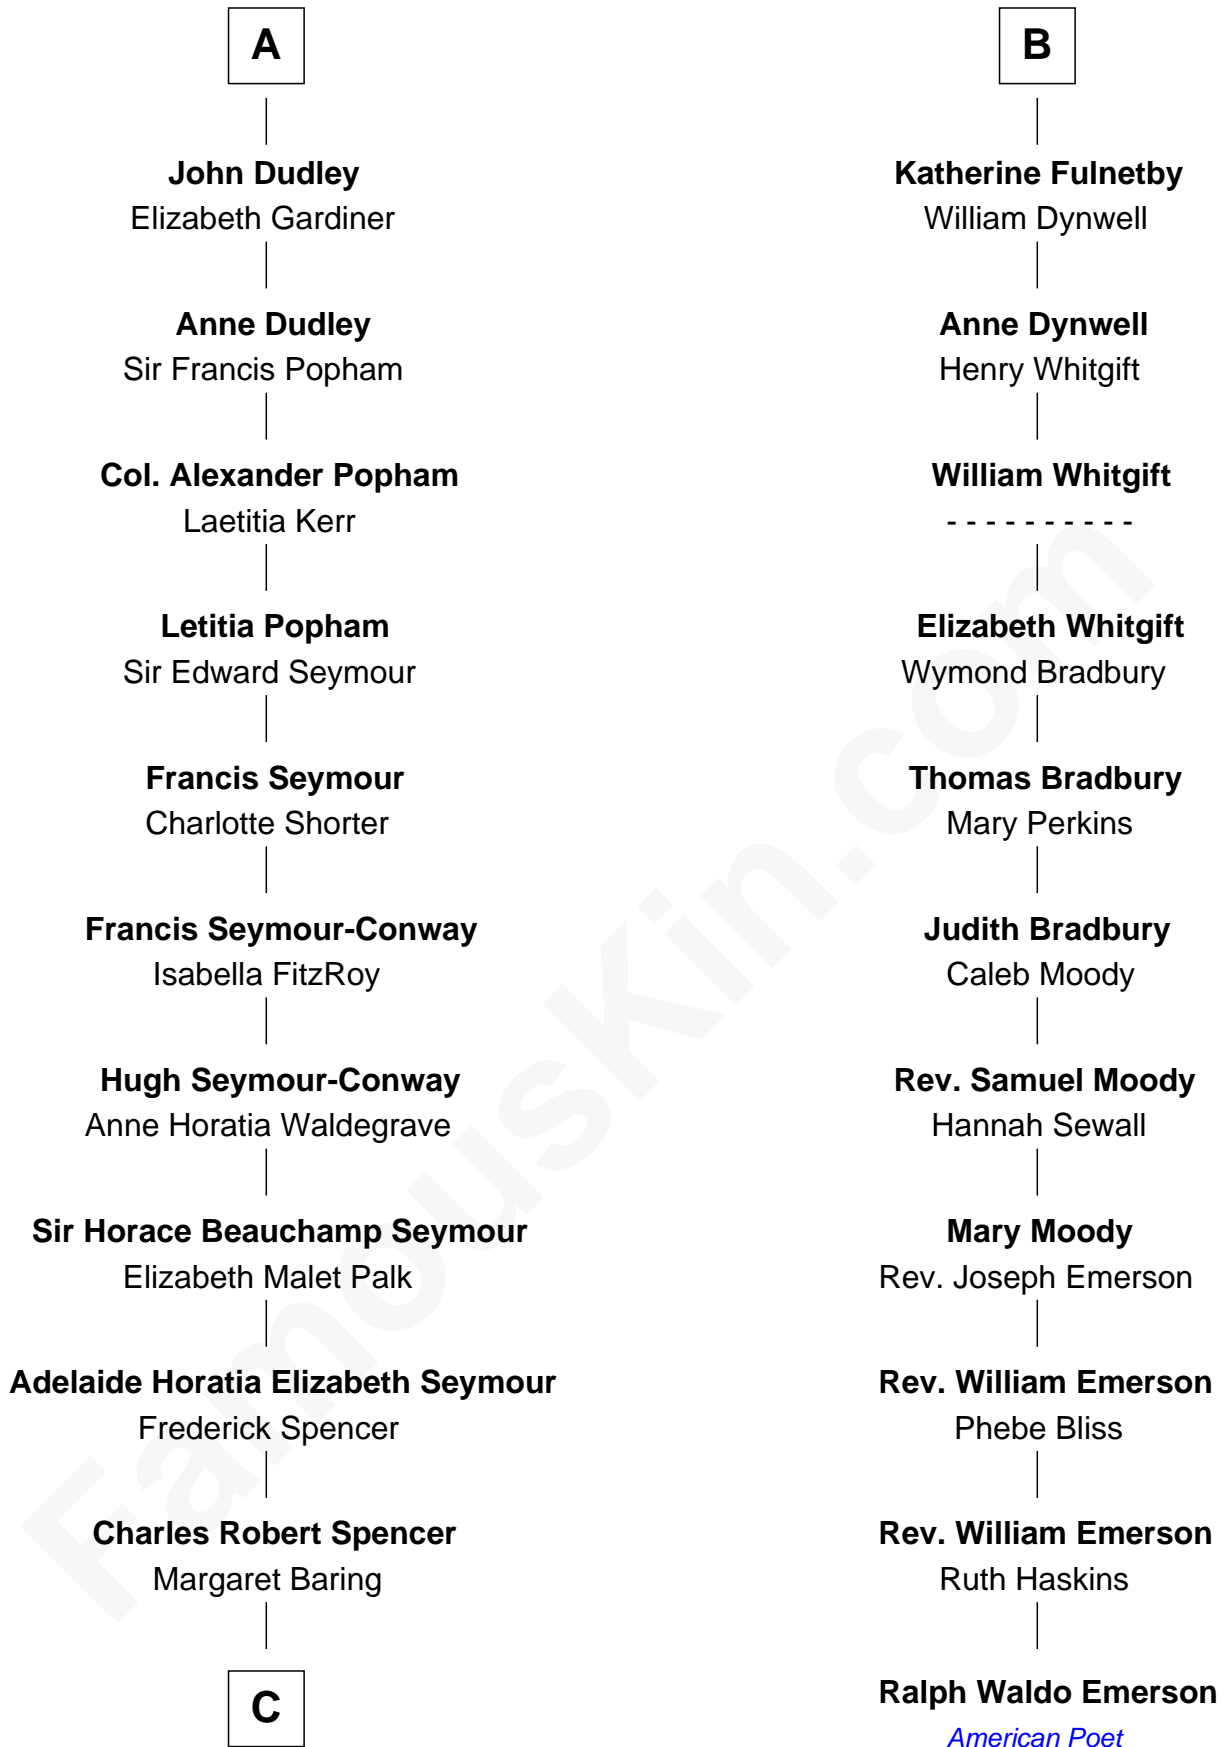 A
John Dudley
Elizabeth Gardiner
Anne Dudley
Sir Francis Popham
Col. Alexander Popham
Laetitia Kerr
Letitia Popham
Sir Edward Seymour
Francis Seymour
Charlotte Shorter
Francis Seymour-Conway
Isabella FitzRoy
Hugh Seymour-Conway
Anne Horatia Waldegrave
Sir Horace Beauchamp Seymour
Elizabeth Malet Palk
Adelaide Horatia Elizabeth Seymour
Frederick Spencer
Charles Robert Spencer
Margaret Baring
C
B
Katherine Fulnetby
William Dynwell
Anne Dynwell
Henry Whitgift
William Whitgift
- - - - - - - - - -
Elizabeth Whitgift
Wymond Bradbury
Thomas Bradbury
Mary Perkins
Judith Bradbury
Caleb Moody
Rev. Samuel Moody
Hannah Sewall
Mary Moody
Rev. Joseph Emerson
Rev. William Emerson
Phebe Bliss
Rev. William Emerson
Ruth Haskins
Ralph Waldo Emerson
American Poet
FamousKin.com